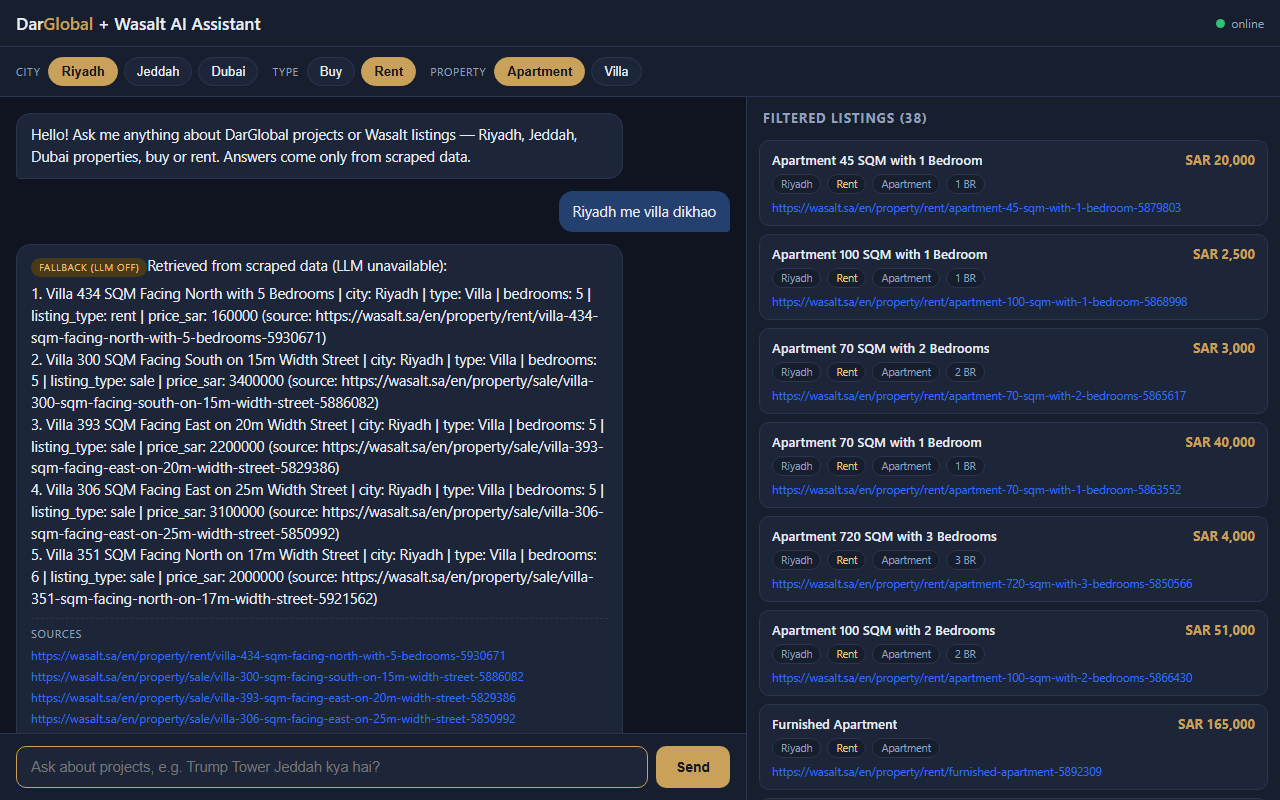 DarGlobal + Wasalt AI Assistant
online
CITY Riyadh Jeddah Dubai TYPE Buy Rent PROPERTY Apartment Villa
Hello! Ask me anything about DarGlobal projects or Wasalt listings — Riyadh, Jeddah,
Dubai properties, buy or rent. Answers come only from scraped data.
Riyadh me villa dikhao
FALLBACK (LLM OFF) Retrieved from scraped data (LLM unavailable):
1. Villa 434 SQM Facing North with 5 Bedrooms | city: Riyadh | type: Villa | bedrooms: 5 |
listing_type: rent | price_sar: 160000 (source: https://wasalt.sa/en/property/rent/villa-434-
sqm-facing-north-with-5-bedrooms-5930671)
2. Villa 300 SQM Facing South on 15m Width Street | city: Riyadh | type: Villa | bedrooms:
5 | listing_type: sale | price_sar: 3400000 (source: https://wasalt.sa/en/property/sale/villa-
300-sqm-facing-south-on-15m-width-street-5886082)
3. Villa 393 SQM Facing East on 20m Width Street | city: Riyadh | type: Villa | bedrooms: 5 |
listing_type: sale | price_sar: 2200000 (source: https://wasalt.sa/en/property/sale/villa-393-
sqm-facing-east-on-20m-width-street-5829386)
4. Villa 306 SQM Facing East on 25m Width Street | city: Riyadh | type: Villa | bedrooms: 5 |
listing_type: sale | price_sar: 3100000 (source: https://wasalt.sa/en/property/sale/villa-306-
sqm-facing-east-on-25m-width-street-5850992)
5. Villa 351 SQM Facing North on 17m Width Street | city: Riyadh | type: Villa | bedrooms:
6 | listing_type: sale | price_sar: 2000000 (source: https://wasalt.sa/en/property/sale/villa-
351-sqm-facing-north-on-17m-width-street-5921562)
SOURCES
https://wasalt.sa/en/property/rent/villa-434-sqm-facing-north-with-5-bedrooms-5930671
https://wasalt.sa/en/property/sale/villa-300-sqm-facing-south-on-15m-width-street-5886082
https://wasalt.sa/en/property/sale/villa-393-sqm-facing-east-on-20m-width-street-5829386
https://wasalt.sa/en/property/sale/villa-306-sqm-facing-east-on-25m-width-street-5850992
Ask about projects, e.g. Trump Tower Jeddah kya hai?
Send
FILTERED LISTINGS (38)
Apartment 45 SQM with 1 Bedroom SAR 20,000
Riyadh Rent Apartment 1 BR
https://wasalt.sa/en/property/rent/apartment-45-sqm-with-1-bedroom-5879803
Apartment 100 SQM with 1 Bedroom SAR 2,500
Riyadh Rent Apartment 1 BR
https://wasalt.sa/en/property/rent/apartment-100-sqm-with-1-bedroom-5868998
Apartment 70 SQM with 2 Bedrooms SAR 3,000
Riyadh Rent Apartment 2 BR
https://wasalt.sa/en/property/rent/apartment-70-sqm-with-2-bedrooms-5865617
Apartment 70 SQM with 1 Bedroom SAR 40,000
Riyadh Rent Apartment 1 BR
https://wasalt.sa/en/property/rent/apartment-70-sqm-with-1-bedroom-5863552
Apartment 720 SQM with 3 Bedrooms SAR 4,000
Riyadh Rent Apartment 3 BR
https://wasalt.sa/en/property/rent/apartment-720-sqm-with-3-bedrooms-5850566
Apartment 100 SQM with 2 Bedrooms SAR 51,000
Riyadh Rent Apartment 2 BR
https://wasalt.sa/en/property/rent/apartment-100-sqm-with-2-bedrooms-5866430
Furnished Apartment SAR 165,000
Riyadh Rent Apartment
https://wasalt.sa/en/property/rent/furnished-apartment-5892309